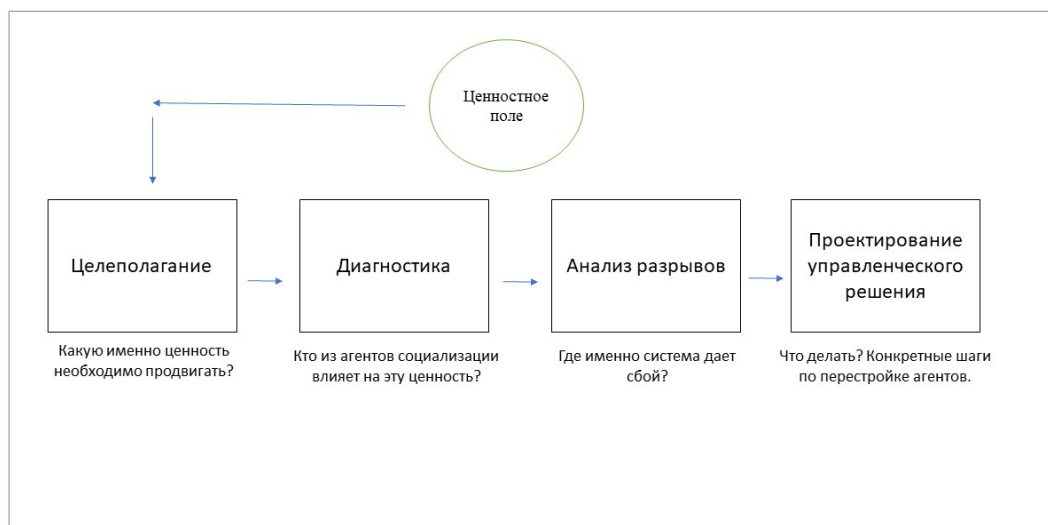 Ценностное
поле
Целеполагание
Диагностика
Анализ разрывов
Проектирование
управленческого
решения
Какую именно ценность
необходимо продвигать?
Кто из агентов социализации
влияет на эту ценность?
Где именно система дает
сбой?
Что делать? Конкретные шаги
по перестройке агентов.